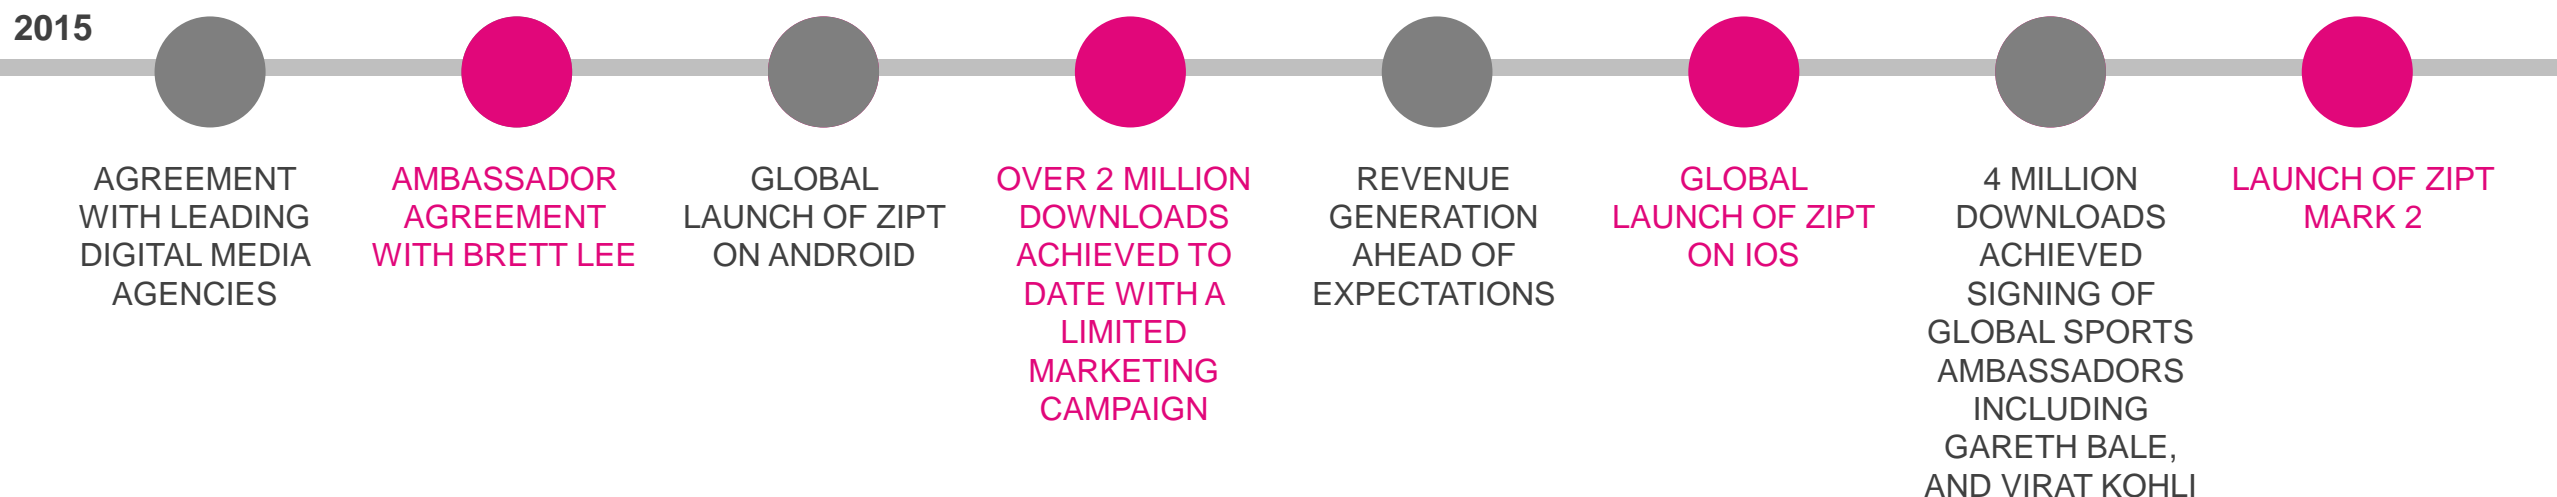 2015
AGREEMENT
WITH LEADING
DIGITAL MEDIA
AGENCIES
AMBASSADOR
AGREEMENT
WITH BRETT LEE
GLOBAL
LAUNCH OF ZIPT
ON ANDROID
OVER 2 MILLION
DOWNLOADS
ACHIEVED TO
DATE WITH A
LIMITED
MARKETING
CAMPAIGN
REVENUE
GENERATION
AHEAD OF
EXPECTATIONS
GLOBAL
LAUNCH OF ZIPT
ON IOS
4 MILLION
DOWNLOADS
ACHIEVED
SIGNING OF
GLOBAL SPORTS
AMBASSADORS
INCLUDING
GARETH BALE,
AND VIRAT KOHLI
LAUNCH OF ZIPT
MARK 2